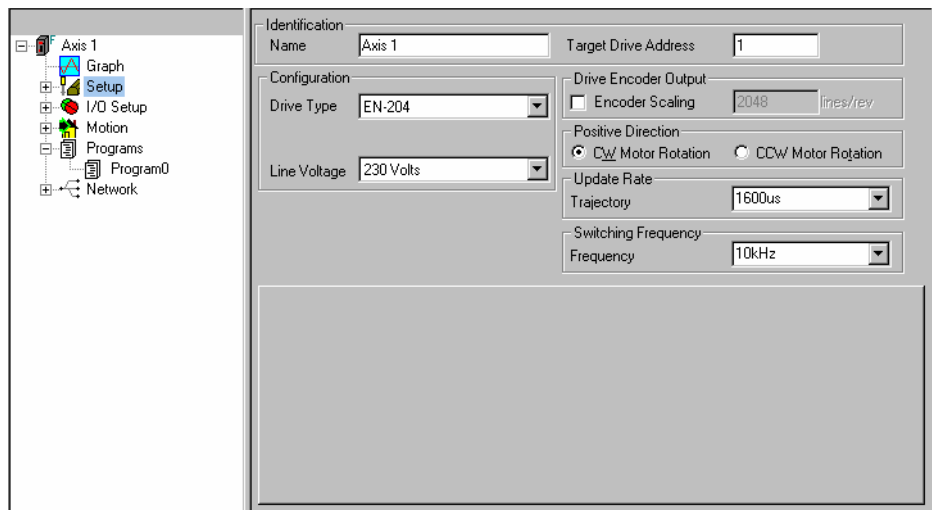 Axis 1
Graph
Setup
I/O Setup
Motion
Programs
Program0
Network
Identification
Name Axis 1 Target Drive Address 1
Configuration
Drive Type EN-204
Line Voltage 230 Volts
Drive Encoder Output
Encoder Scaling 2048 lines/rev
Positive Direction
CW Motor Rotation CCW Motor Rotation
Update Rate
Trajectory 1600us
Switching Frequency
Frequency 10kHz